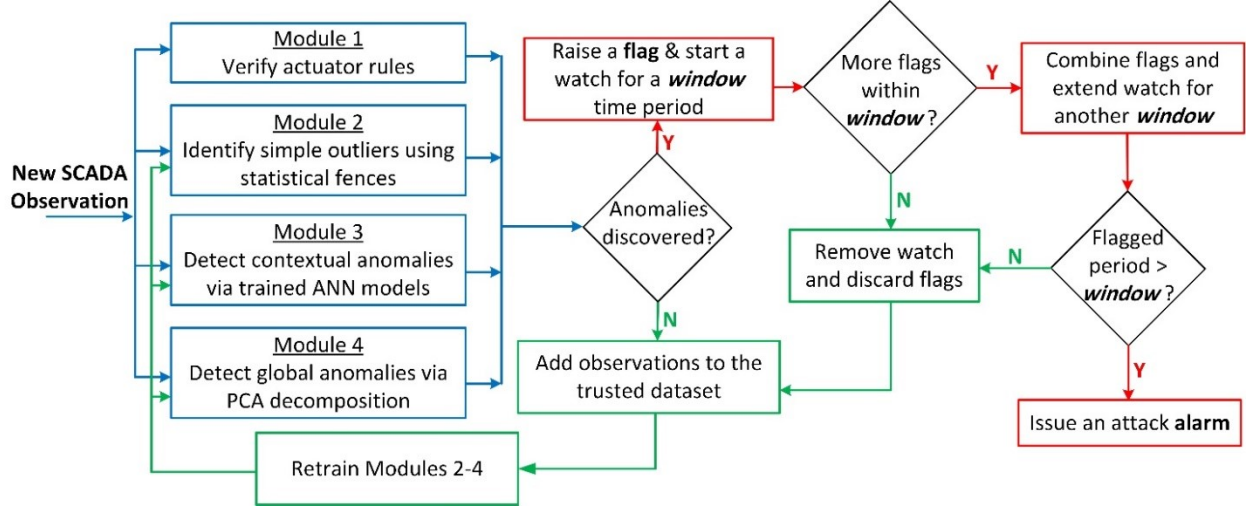 New SCADA
Observation
Module 1
Verify actuator rules
Module 2
Identify simple outliers using
statistical fences
Module 3
Detect contextual anomalies
via trained ANN models
Module 4
Detect global anomalies via
PCA decomposition
Retrain Modules 2-4
Anomalies
discovered?
Y
N
Raise a flag & start a
watch for a window
time period
More flags
within
window ?
Y
N
Combine flags and
extend watch for
another window
Flagged
period >
window ?
N
Y
Remove watch
and discard flags
Add observations to the
trusted dataset
Issue an attack alarm